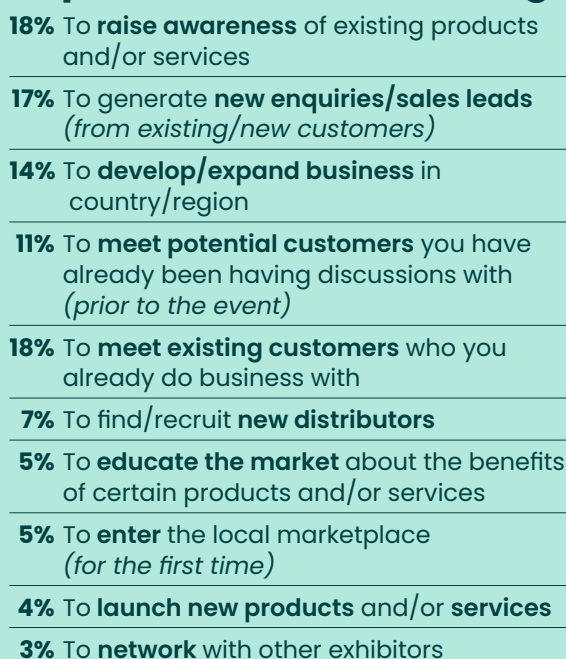 18% To raise awareness of existing products
and/or services
17% To generate new enquiries/sales leads
(from existing/new customers)
14% To develop/expand business in
country/region
11% To meet potential customers you have
already been having discussions with
(prior to the event)
18% To meet existing customers who you
already do business with
7% To find/recruit new distributors
5% To educate the market about the benefits
of certain products and/or services
5% To enter the local marketplace
(for the first time)
4% To launch new products and/or services
3% To network with other exhibitors